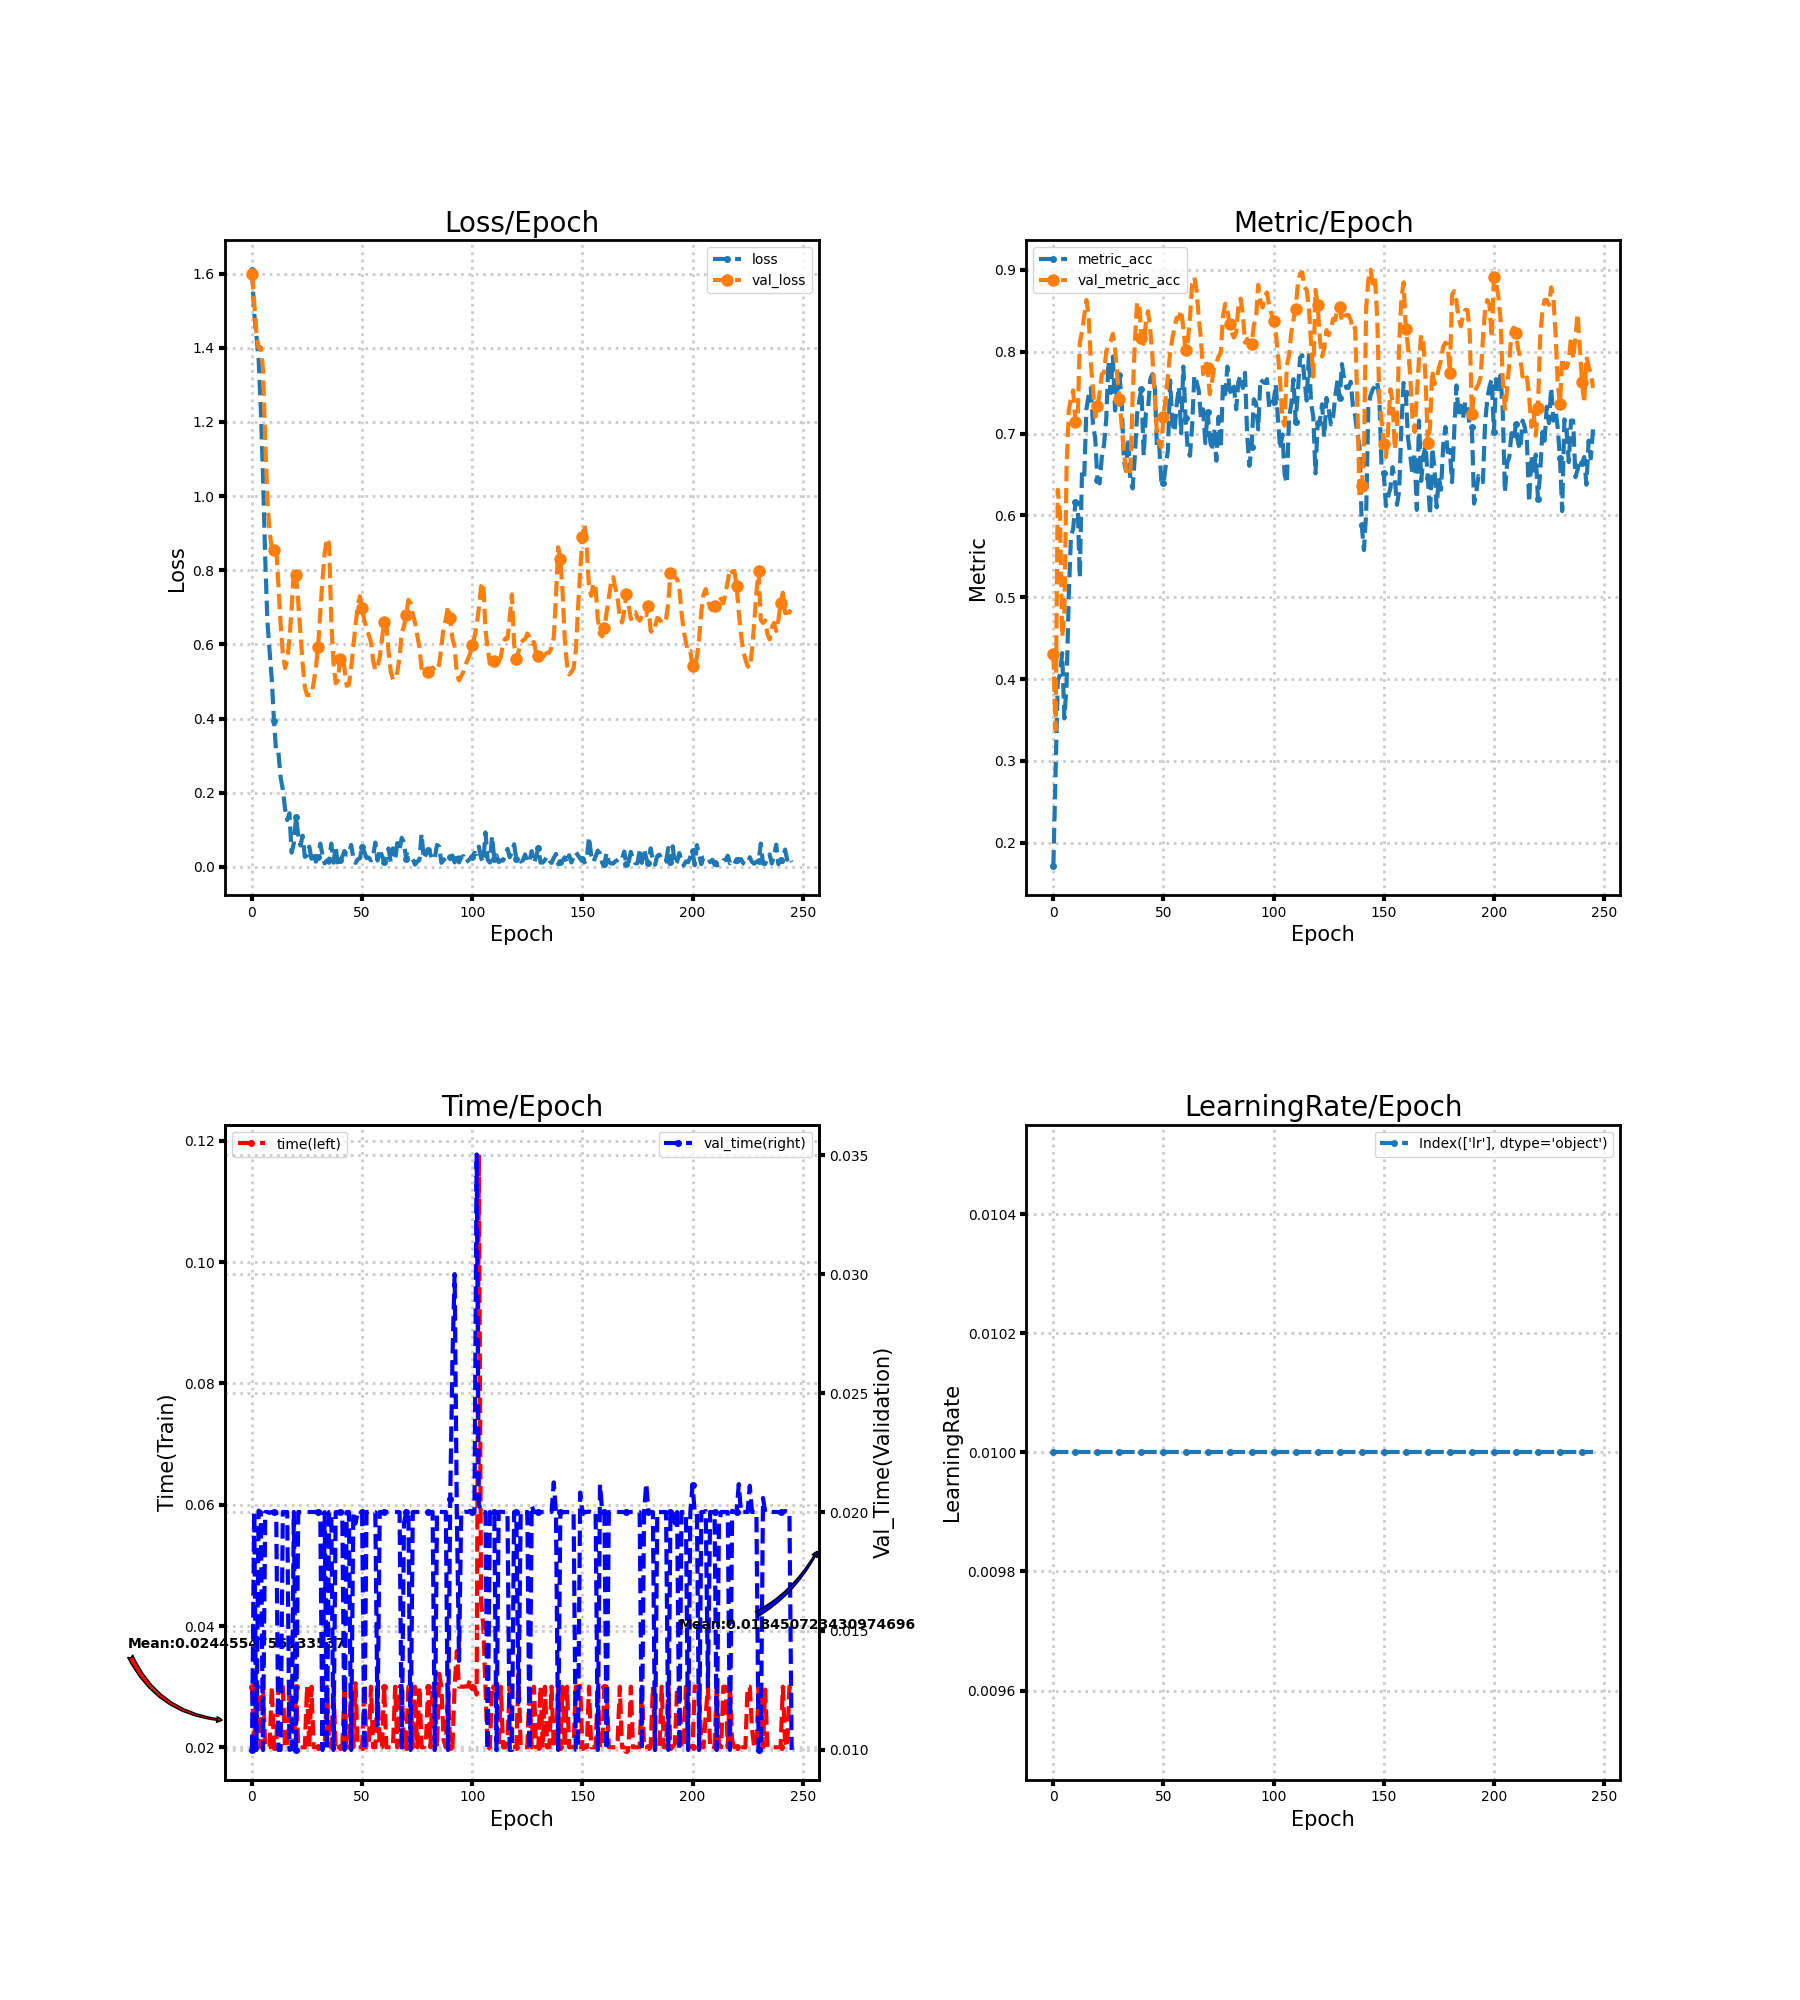 Loss/Epoch
loss
val_loss
1.6
1.4
1.2
1.0
0.8
0.6
0.4
0.2
0.0
Loss
0 50 100 150 200 250
Epoch
Metric/Epoch
metric_acc
val_metric_acc
0.9
0.8
0.7
0.6
0.5
0.4
0.3
0.2
Metric
0 50 100 150 200 250
Epoch
Time/Epoch
time(left)
val_time(right)
0.12
0.10
0.08
0.06
0.04
0.02
Time(Train)
0.035
0.030
0.025
0.020
0.015
0.010
Val_Time(Validation)
0 50 100 150 200 250
Epoch
LearningRate/Epoch
Index(['lr'], dtype='object')
0.0104
0.0102
0.0100
0.0098
0.0096
LearningRate
0 50 100 150 200 250
Epoch